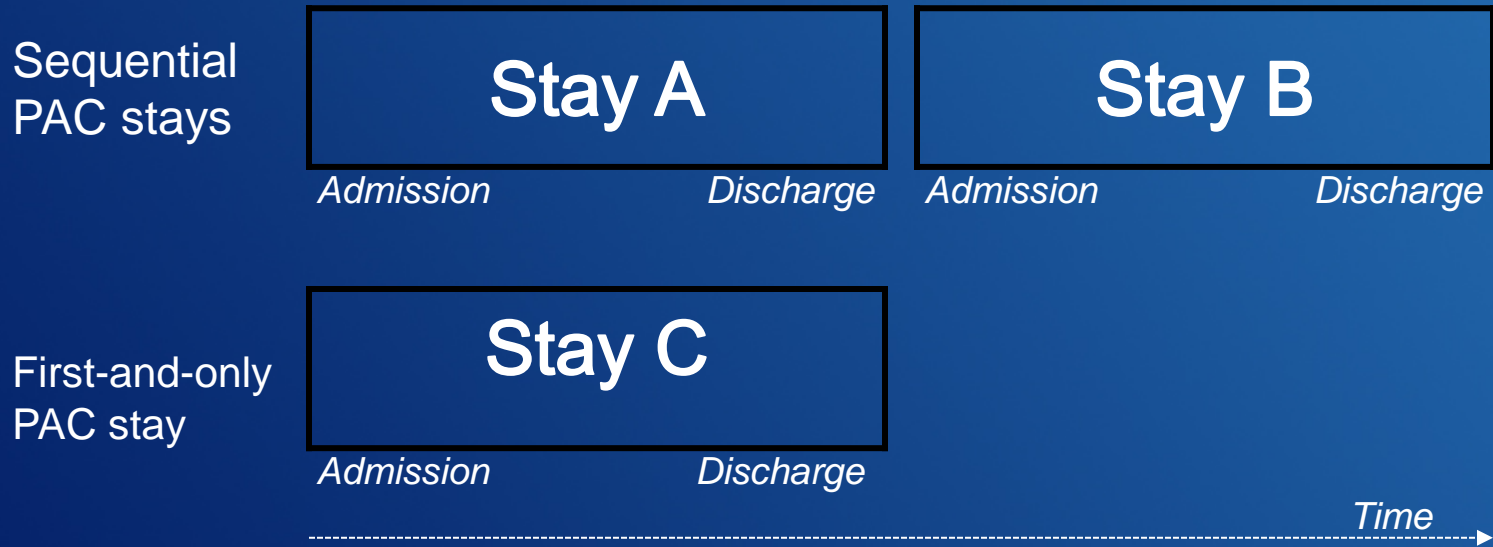 Sequential
PAC stays
Stay A
Stay B
Admission
Discharge
Admission
Discharge
First-and-only
PAC stay
Stay C
Admission
Discharge
Time